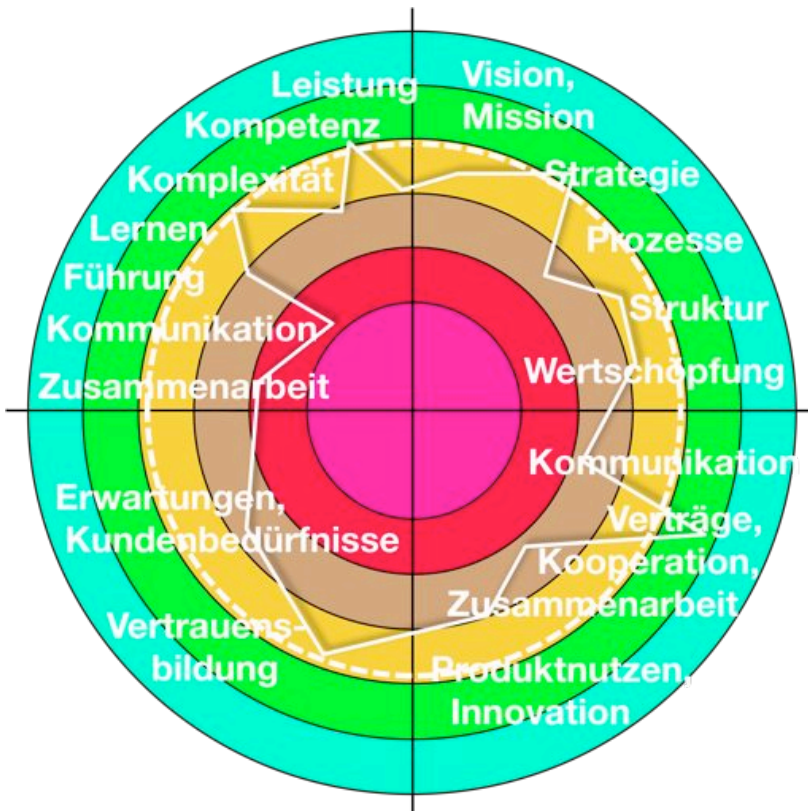 Leistung
Kompetenz
Komplexität
Lernen
Führung
Kommunikation
Zusammenarbeit
Vision,
Mission
Strategie
Prozesse
Struktur
Wertschöpfung
Kommunikation
Verträge,
Kooperation,
Zusammenarbeit
Produktnutzen,
Innovation
Erwartungen,
Kundenbedürfnisse
Vertrauens-
bildung